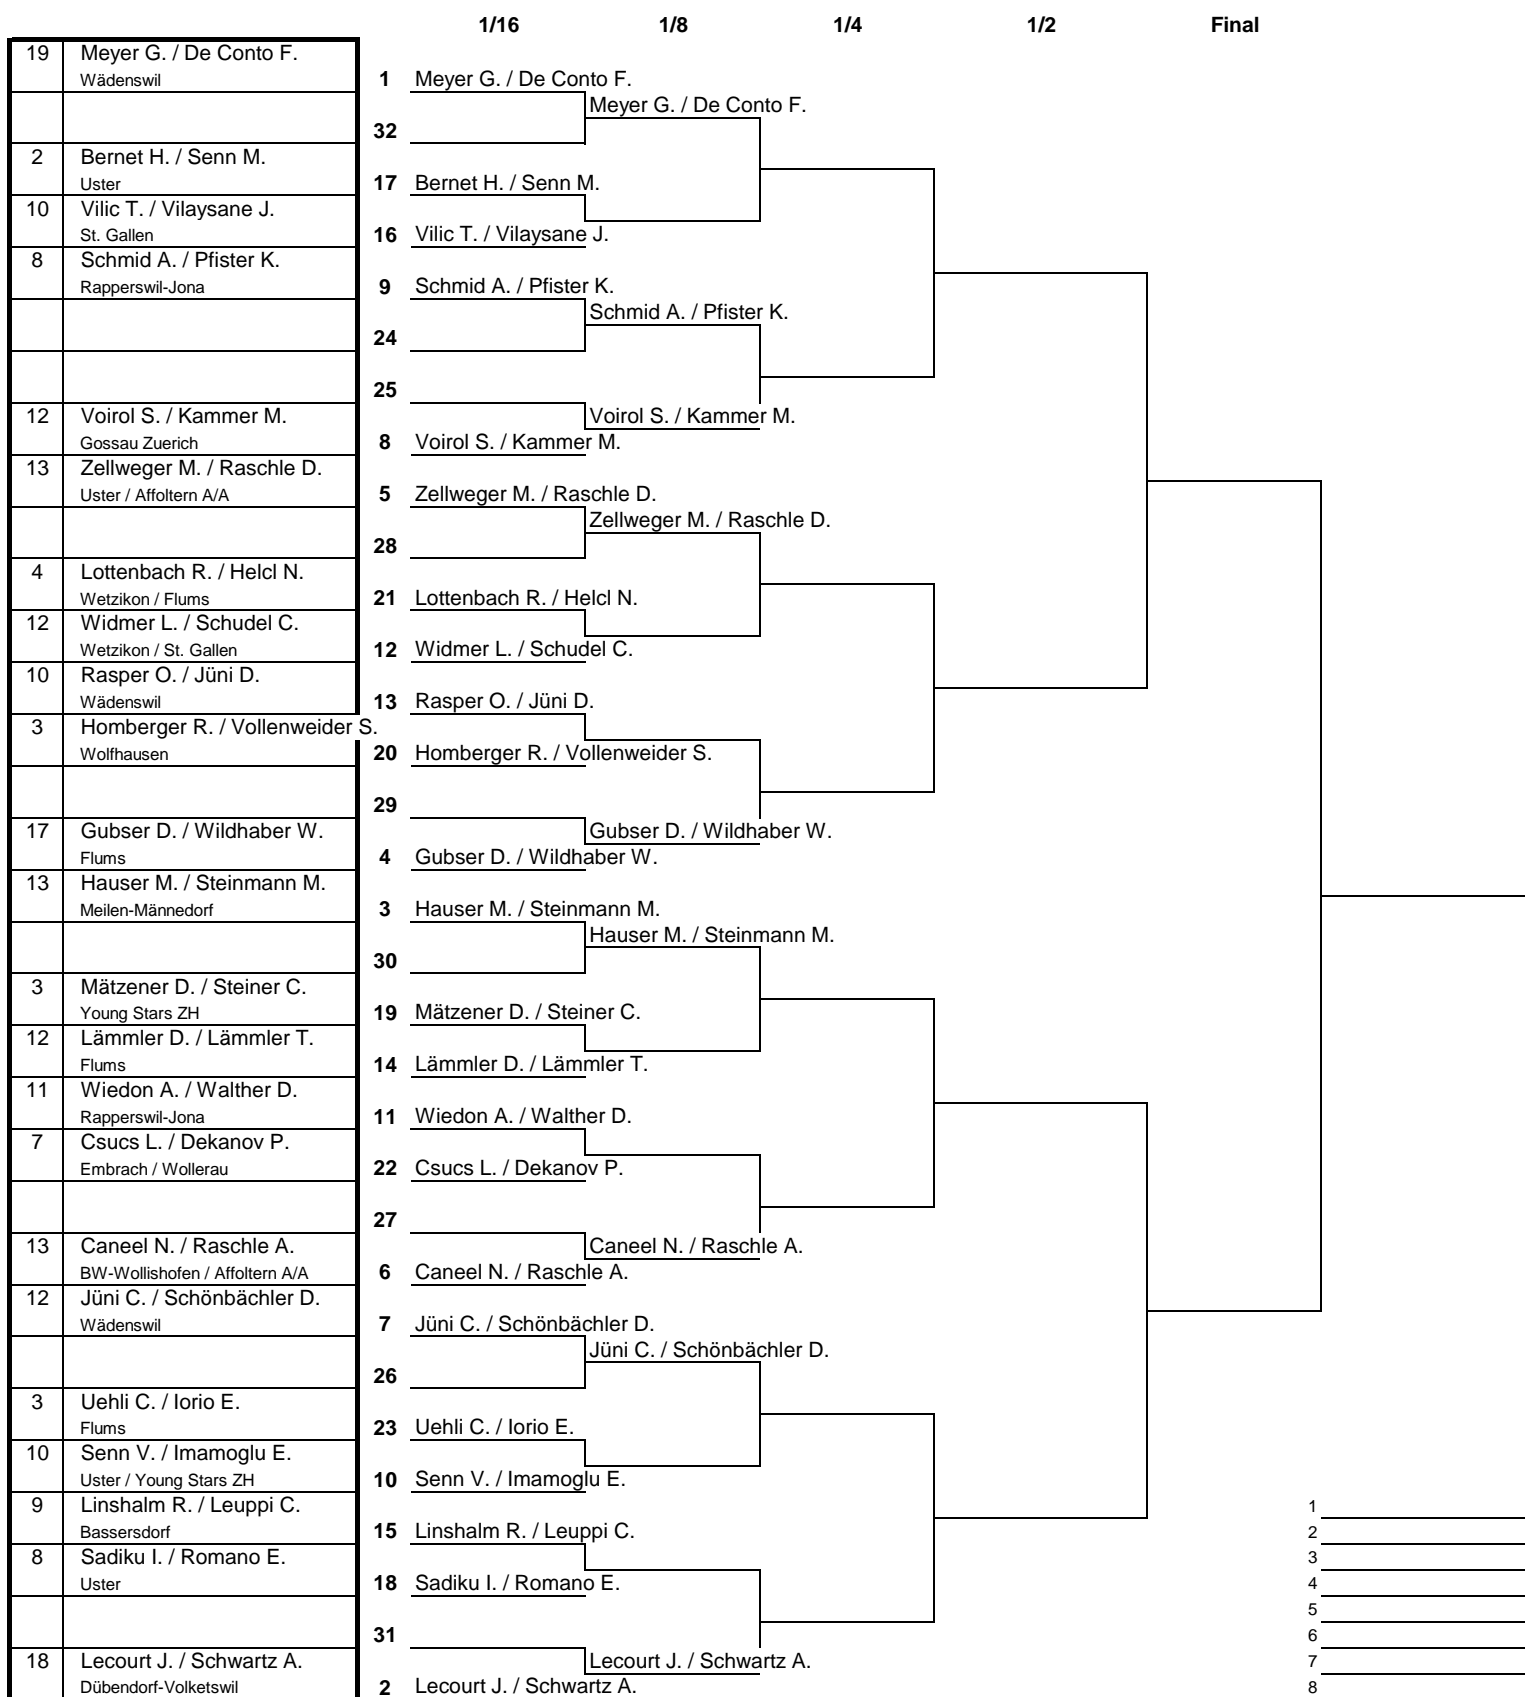 1/16 1/8 1/4 1/2 Final
19 Meyer G. / De Conto F.
Wädenswil
1 Meyer G. / De Conto F.
Meyer G. / De Conto F.
32
2 Bernet H. / Senn M.
Uster
17 Bernet H. / Senn M.
10 Vilic T. / Vilaysane J.
St. Gallen
16 Vilic T. / Vilaysane J.
8 Schmid A. / Pfister K.
Rapperswil-Jona
9 Schmid A. / Pfister K.
Schmid A. / Pfister K.
24
25
12 Voirol S. / Kammer M.
Voirol S. / Kammer M.
Gossau Zuerich
8 Voirol S. / Kammer M.
13 Zellweger M. / Raschle D.
Uster / Affoltern A/A
5 Zellweger M. / Raschle D.
Zellweger M. / Raschle D.
28
4 Lottenbach R. / Helcl N.
Wetzikon / Flums
21 Lottenbach R. / Helcl N.
12 Widmer L. / Schudel C.
Wetzikon / St. Gallen
12 Widmer L. / Schudel C.
10 Rasper O. / Jüni D.
Wädenswil
13 Rasper O. / Jüni D.
3 Homberger R. / Vollenweider S.
Wolfhausen
20 Homberger R. / Vollenweider S.
29
17 Gubser D. / Wildhaber W.
Gubser D. / Wildhaber W.
Flums
4 Gubser D. / Wildhaber W.
13 Hauser M. / Steinmann M.
Meilen-Männedorf
3 Hauser M. / Steinmann M.
Hauser M. / Steinmann M.
30
3 Mätzener D. / Steiner C.
Young Stars ZH
19 Mätzener D. / Steiner C.
12 Lämmler D. / Lämmler T.
Flums
14 Lämmler D. / Lämmler T.
11 Wiedon A. / Walther D.
Rapperswil-Jona
11 Wiedon A. / Walther D.
7 Csucs L. / Dekanov P.
Embrach / Wollerau
22 Csucs L. / Dekanov P.
27
13 Caneel N. / Raschle A.
Caneel N. / Raschle A.
BW-Wollishofen / Affoltern A/A
6 Caneel N. / Raschle A.
12 Jüni C. / Schönbächler D.
Wädenswil
7 Jüni C. / Schönbächler D.
Jüni C. / Schönbächler D.
26
3 Uehli C. / Iorio E.
Flums
23 Uehli C. / Iorio E.
10 Senn V. / Imamoglu E.
Uster / Young Stars ZH
10 Senn V. / Imamoglu E.
9 Linshalm R. / Leuppi C.
1
Bassersdorf
15 Linshalm R. / Leuppi C.
2
8 Sadiku I. / Romano E.
3
Uster
18 Sadiku I. / Romano E.
4
5
31
6
18 Lecourt J. / Schwartz A.
Lecourt J. / Schwartz A.
7
Dübendorf-Volketswil
2 Lecourt J. / Schwartz A.
8